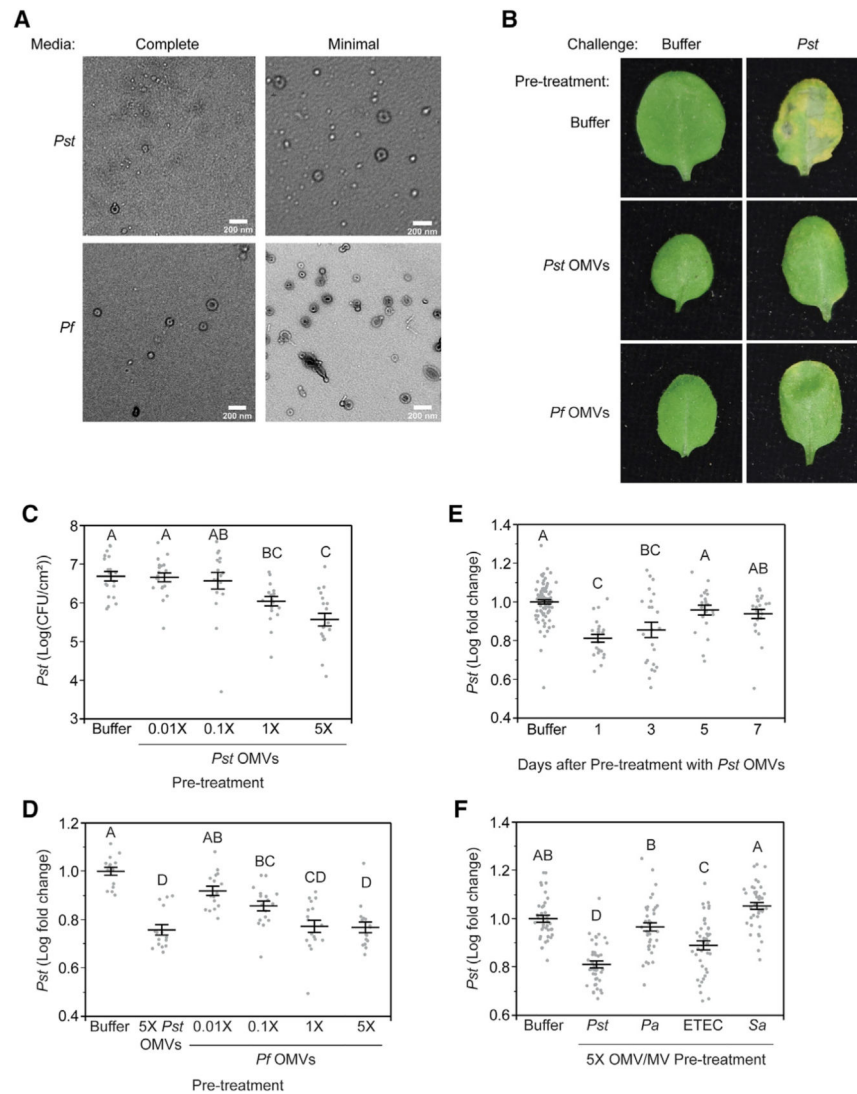 A
Media: Complete Minimal
Pst
200 nm 200 nm
Pf
200 nm 200 nm
B
Challenge: Buffer Pst
Pre-treatment:
Buffer
Pst OMVs
Pf OMVs
C
Pst (Log(CFU/cm²))
8
7
6
5
4
3
A A AB BC C
Buffer 0.01X 0.1X 1X 5X
Pst OMVs
Pre-treatment
D
Pst (Log fold change)
1.2
1.0
0.8
0.6
0.4
A D AB BC CD D
Buffer 5X Pst 0.01X 0.1X 1X 5X
OMVs Pf OMVs
Pre-treatment
E
Pst (Log fold change)
1.4
1.2
1.0
0.8
0.6
0.4
A C BC A AB
Buffer 1 3 5 7
Days after Pre-treatment with Pst OMVs
F
Pst (Log fold change)
1.4
1.2
1.0
0.8
0.6
AB D B C A
Buffer Pst Pa ETEC Sa
5X OMV/MV Pre-treatment